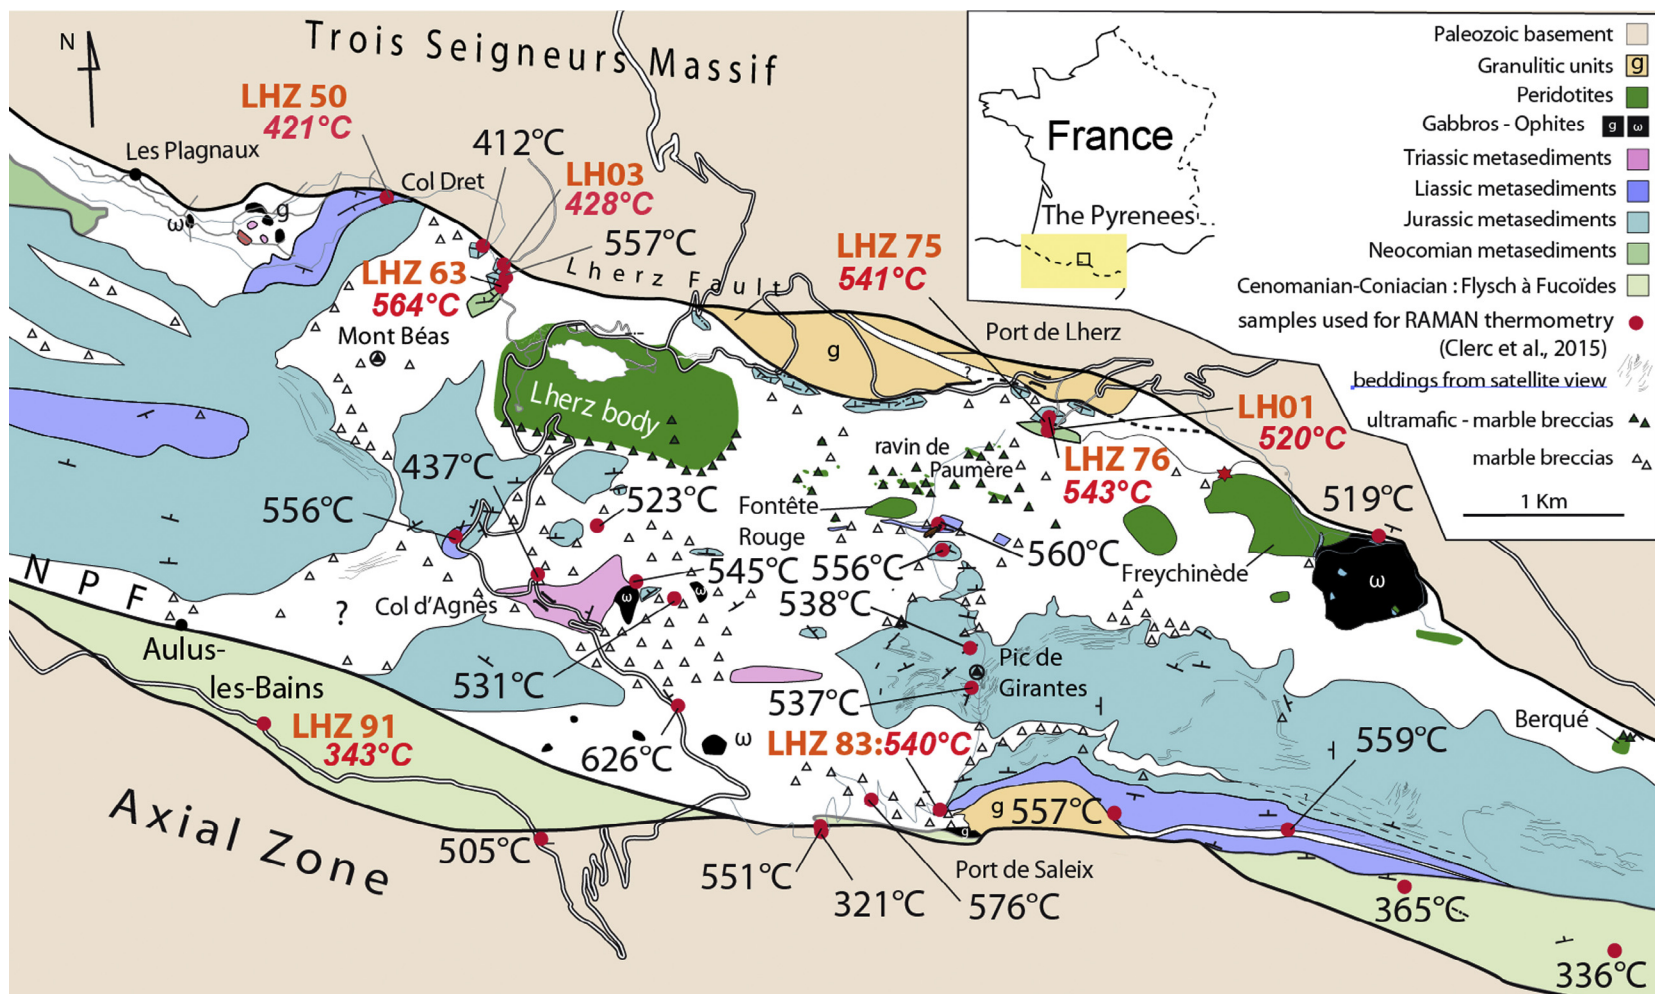 Trois Seigneurs Massif
N
LHZ 50
421°C
Les Plagnaux
Col Dret
412°C
LH03
428°C
557°C
ω
g
LHZ 63
564°C
Lherz Fault
LHZ 75
541°C
Mont Béas
g
?
Port de Lherz
Lherz body
LH01
520°C
437°C
ravin de
Paumère
LHZ 76
543°C
556°C
523°C
Fontête
Rouge
519°C
560°C
545°C
556°C
Freychinède
ω
NPF
?
Col d'Agnès
ω
ω
538°C
Aulus-
les-Bains
531°C
Pic de
Girantes
537°C
Berqué
LHZ 91
343°C
626°C
ω
LHZ 83:540°C
559°C
g
557°C
g
Axial Zone
505°C
551°C
321°C
Port de Saleix
576°C
365°C
336°C
France
The Pyrenees
Paleozoic basement
Granulitic units g
Peridotites
Gabbros - Ophites g ω
Triassic metasediments
Liassic metasediments
Jurassic metasediments
Neocomian metasediments
Cenomanian-Coniacian : Flysch à Fucoïdes
samples used for RAMAN thermometry
(Clerc et al., 2015)
beddings from satellite view
ultramafic - marble breccias
marble breccias
1 Km